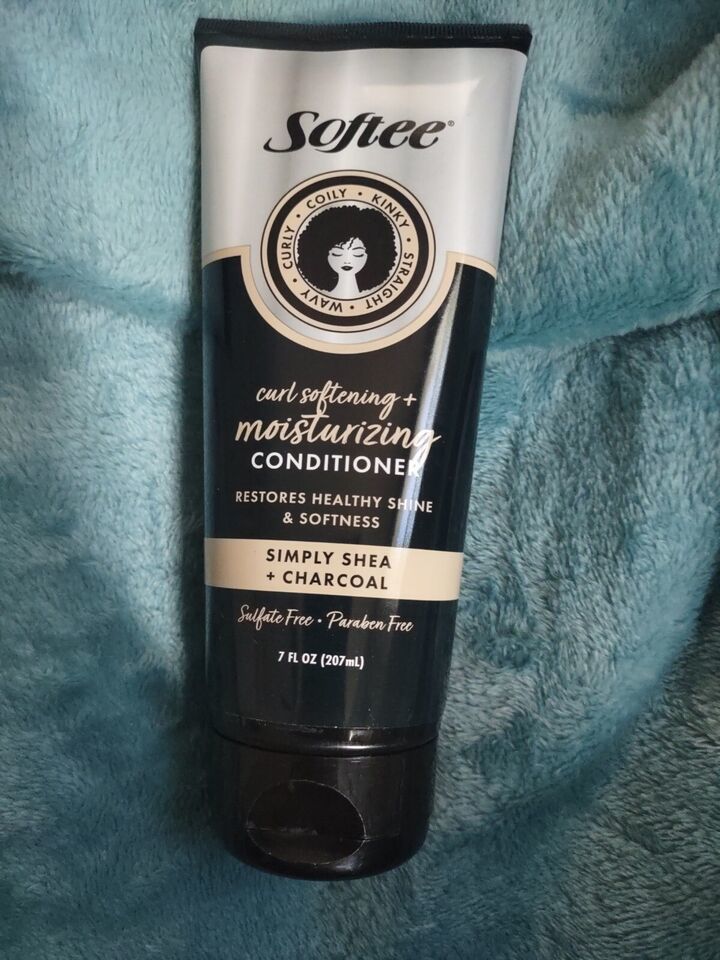 Softee®
WAVY • CURLY • COILY • KINKY • STRAIGHT •
curl softening +
moisturizing
CONDITIONER
RESTORES HEALTHY SHINE
& SOFTNESS
SIMPLY SHEA
+ CHARCOAL
Sulfate Free • Paraben Free
7 FL OZ (207mL)